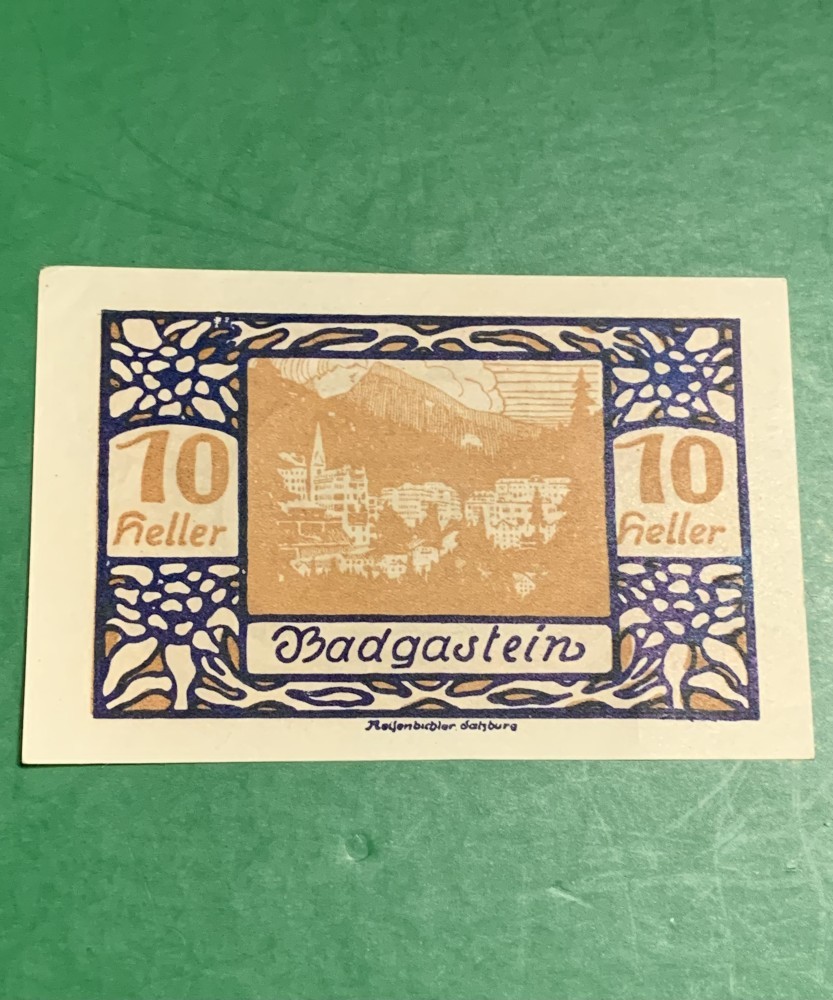 10
Heller
10
Heller
Badgastein
Reisenbichler. Salzburg